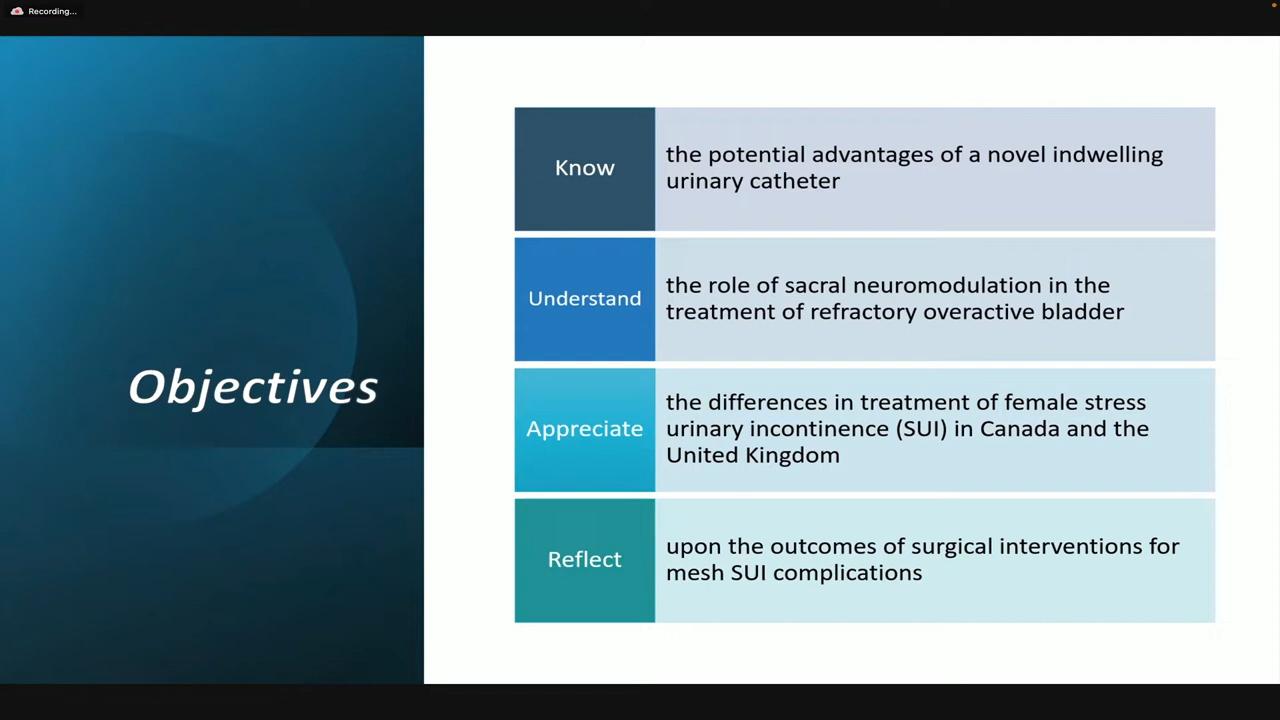 Recording...
Objectives
Know
the potential advantages of a novel indwelling
urinary catheter
Understand
the role of sacral neuromodulation in the
treatment of refractory overactive bladder
Appreciate
the differences in treatment of female stress
urinary incontinence (SUI) in Canada and the
United Kingdom
Reflect
upon the outcomes of surgical interventions for
mesh SUI complications